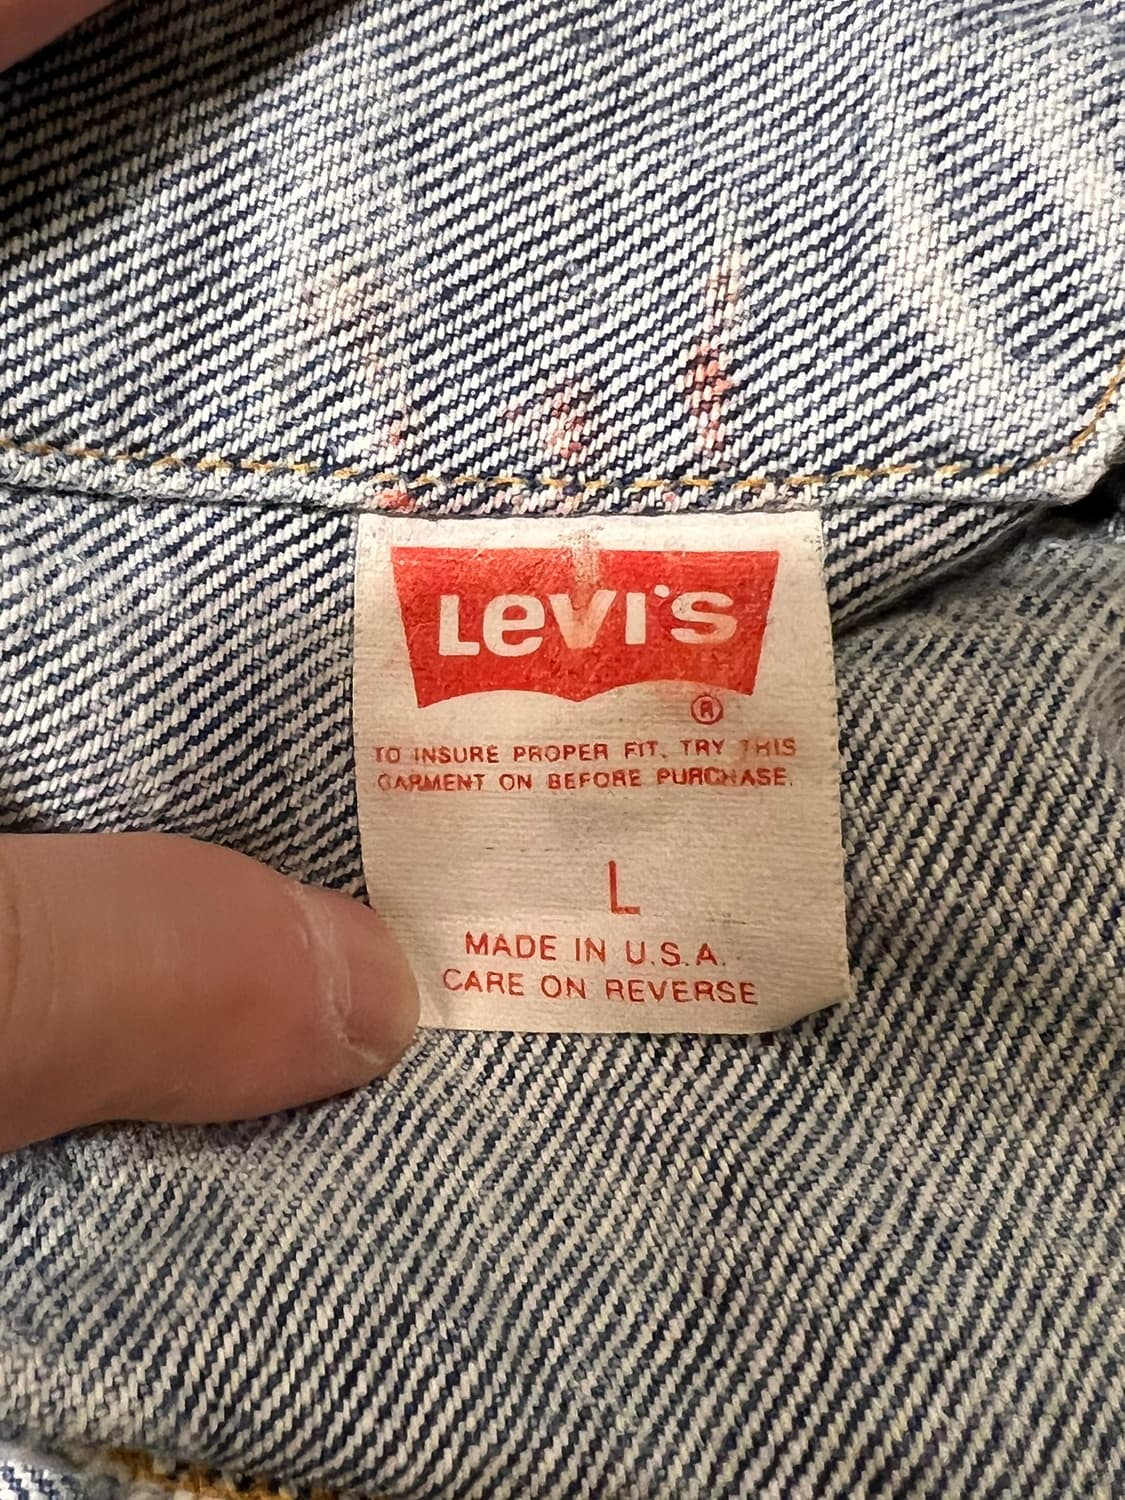 Levi's
®
TO INSURE PROPER FIT, TRY THIS
GARMENT ON BEFORE PURCHASE.
L
MADE IN U.S.A.
CARE ON REVERSE